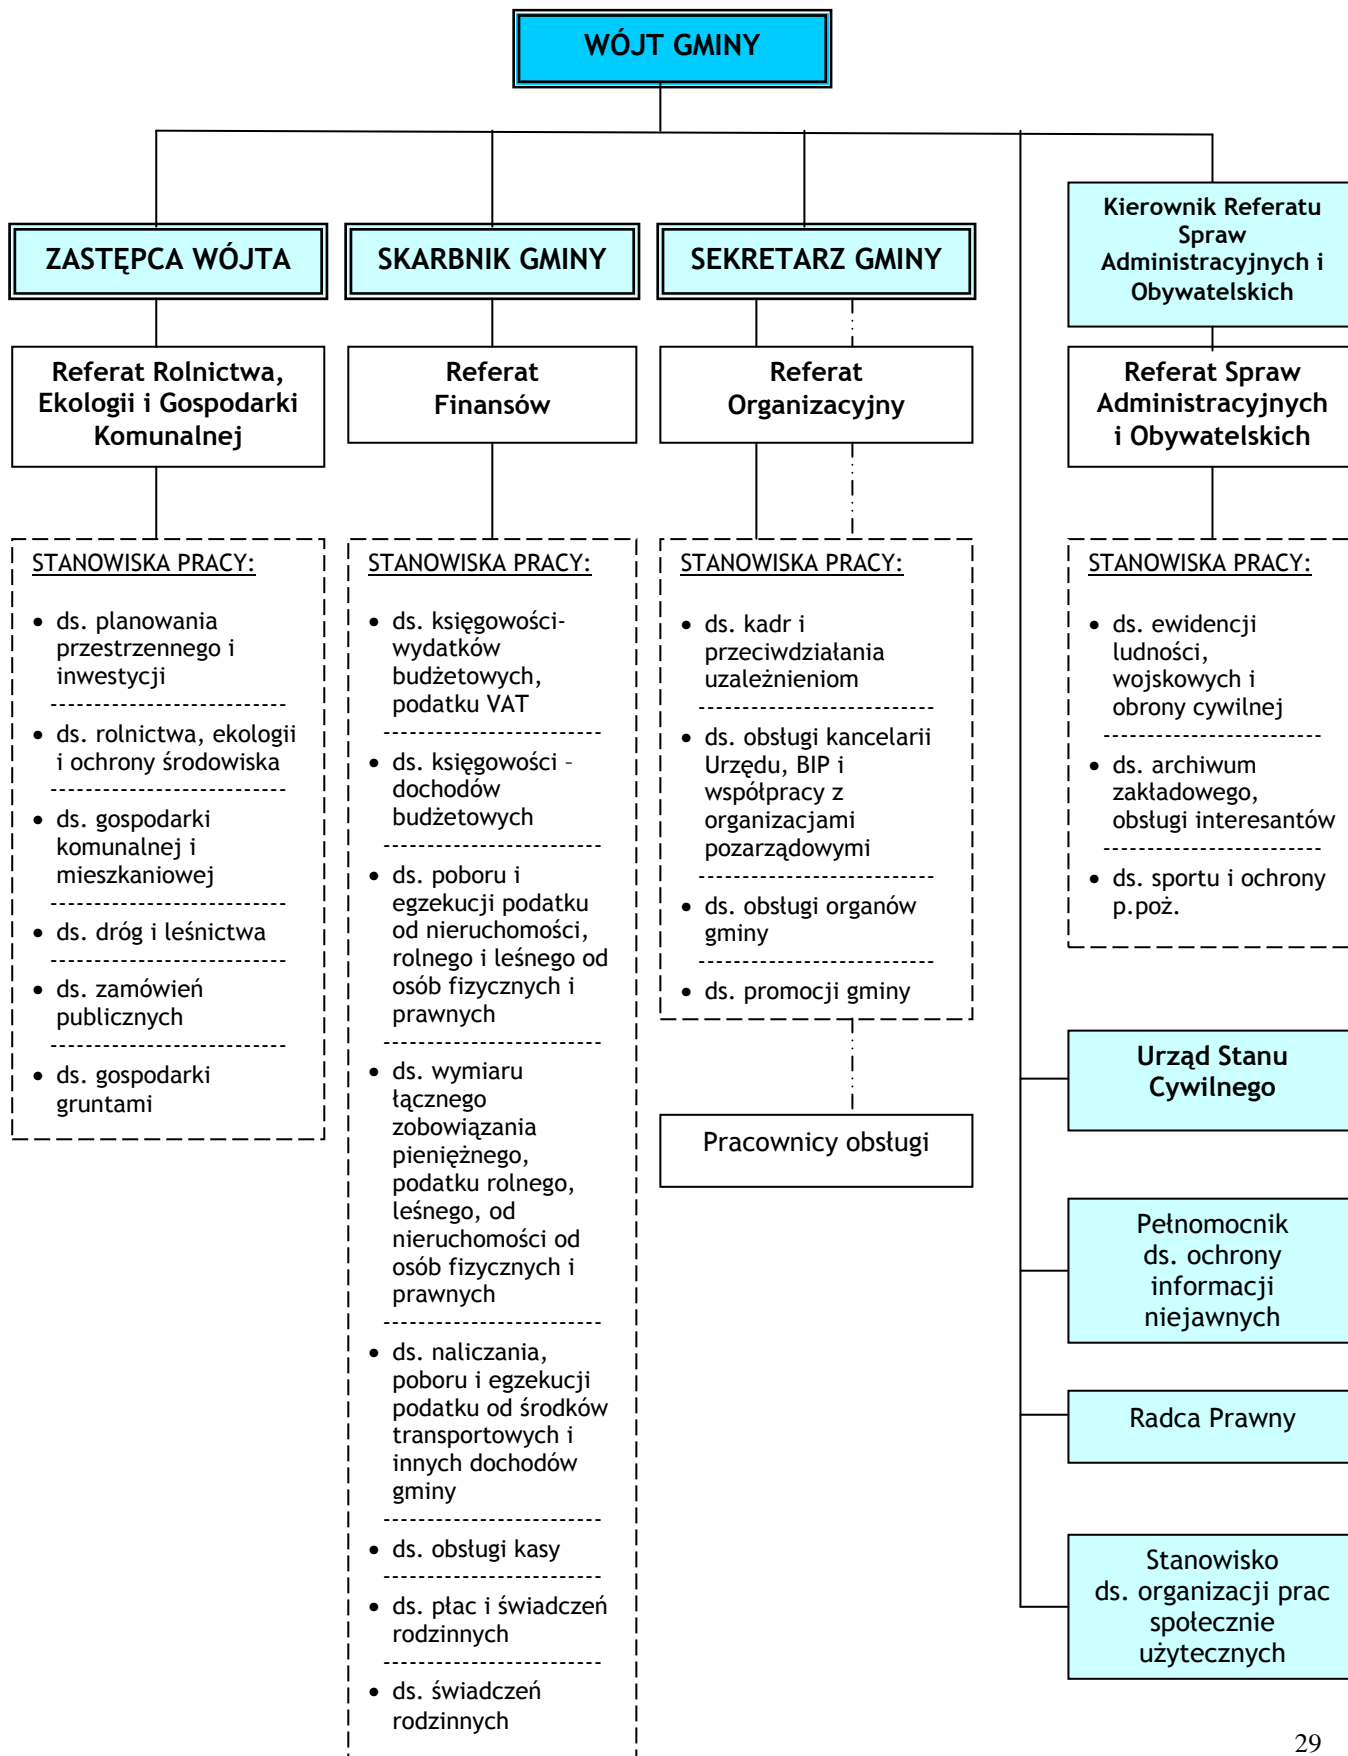 WÓJT GMINY
ZASTĘPCA WÓJTA
SKARBNIK GMINY
SEKRETARZ GMINY
Kierownik Referatu
Spraw
Administracyjnych i
Obywatelskich
Referat Rolnictwa,
Ekologii i Gospodarki
Komunalnej
Referat
Finansów
Referat
Organizacyjny
Referat Spraw
Administracyjnych
i Obywatelskich
STANOWISKA PRACY:
• ds. planowania
przestrzennego i
inwestycji
---------------------------
• ds. rolnictwa, ekologii
i ochrony środowiska
---------------------------
• ds. gospodarki
komunalnej i
mieszkaniowej
---------------------------
• ds. dróg i leśnictwa
---------------------------
• ds. zamówień
publicznych
---------------------------
• ds. gospodarki
gruntami
STANOWISKA PRACY:
• ds. księgowości-
wydatków
budżetowych,
podatku VAT
-------------------------
• ds. księgowości –
dochodów
budżetowych
-------------------------
• ds. poboru i
egzekucji podatku
od nieruchomości,
rolnego i leśnego od
osób fizycznych i
prawnych
-------------------------
• ds. wymiaru
łącznego
zobowiązania
pieniężnego,
podatku rolnego,
leśnego, od
nieruchomości od
osób fizycznych i
prawnych
-------------------------
• ds. naliczania,
poboru i egzekucji
podatku od środków
transportowych i
innych dochodów
gminy
-------------------------
• ds. obsługi kasy
-------------------------
• ds. płac i świadczeń
rodzinnych
-------------------------
• ds. świadczeń
rodzinnych
STANOWISKA PRACY:
• ds. kadr i
przeciwdziałania
uzależnieniom
---------------------------
• ds. obsługi kancelarii
Urzędu, BIP i
współpracy z
organizacjami
pozarządowymi
---------------------------
• ds. obsługi organów
gminy
---------------------------
• ds. promocji gminy
Pracownicy obsługi
STANOWISKA PRACY:
• ds. ewidencji
ludności,
wojskowych i
obrony cywilnej
-------------------------
• ds. archiwum
zakładowego,
obsługi interesantów
-------------------------
• ds. sportu i ochrony
p.poż.
Urząd Stanu
Cywilnego
Pełnomocnik
ds. ochrony
informacji
niejawnych
Radca Prawny
Stanowisko
ds. organizacji prac
społecznie
użytecznych
29